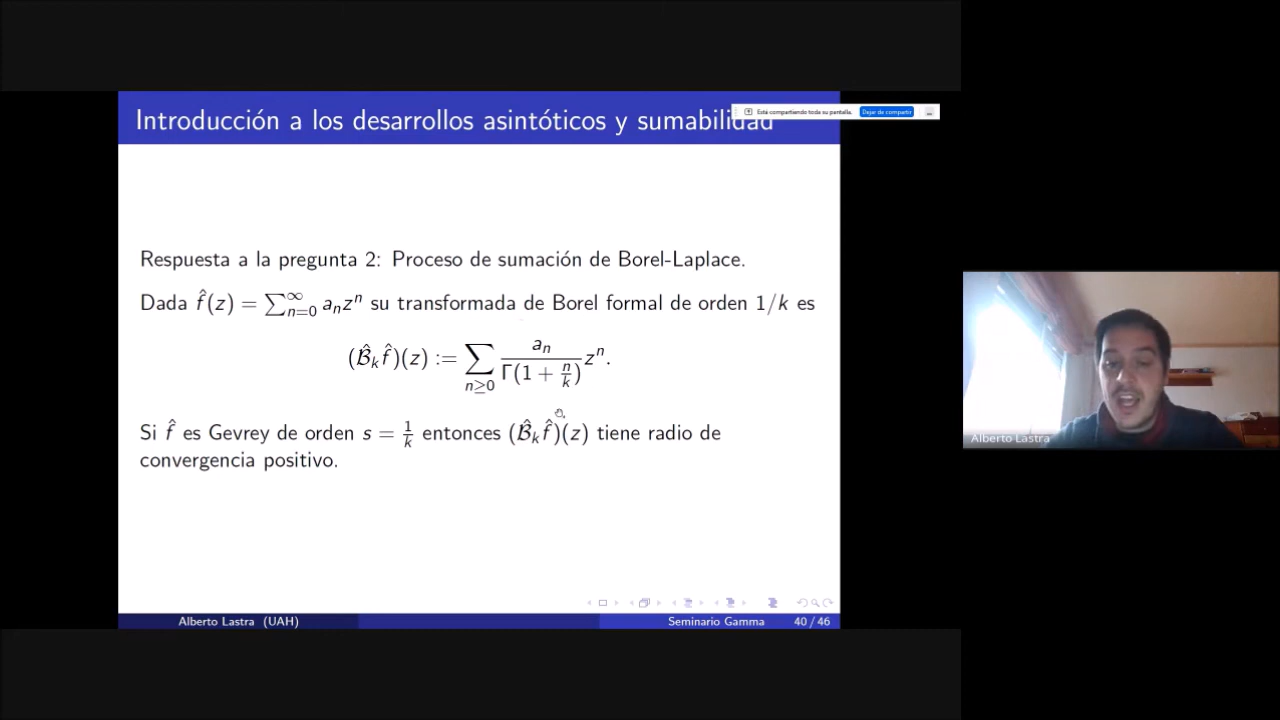 Introducción a los desarrollos asintóticos y sumabilidad
Está compartiendo toda su pantalla. Dejar de compartir
Respuesta a la pregunta 2: Proceso de sumación de Borel-Laplace.
Dada f̂(z) = ∑_{n=0}^{∞} a_n z^n su transformada de Borel formal de orden 1/k es
(B̂_k f̂)(z) := ∑_{n≥0} a_n / Γ(1 + n/k) z^n.
Si f̂ es Gevrey de orden s = 1/k entonces (B̂_k f̂)(z) tiene radio de
convergencia positivo.
Alberto Lastra
Alberto Lastra (UAH) Seminario Gamma 40 / 46